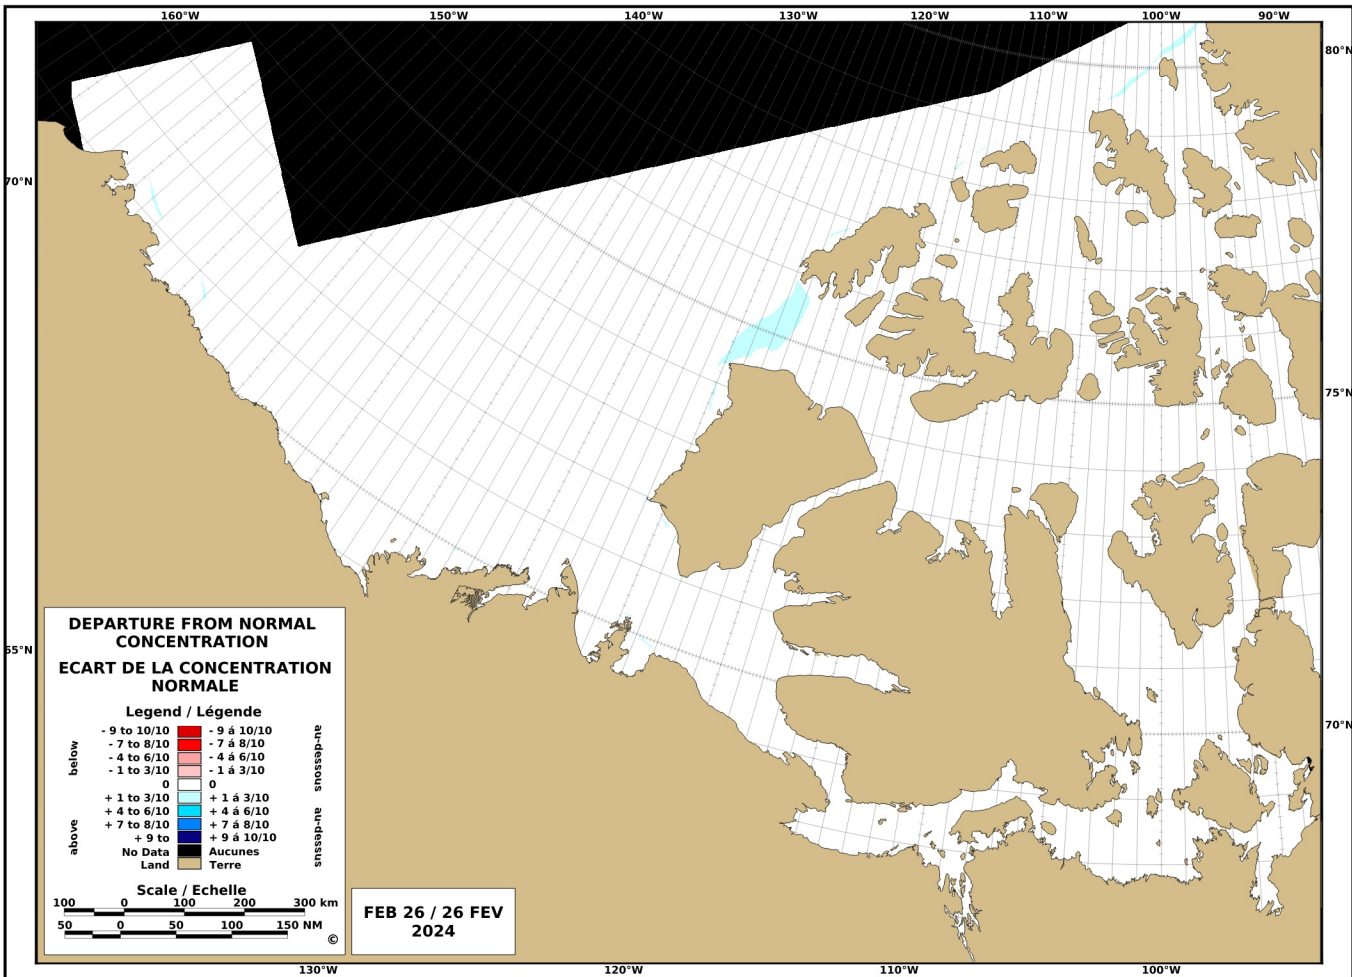 160°W 150°W 140°W 130°W 120°W 110°W 100°W 90°W
80°N
70°N
75°N
65°N
70°N
DEPARTURE FROM NORMAL
CONCENTRATION
ECART DE LA CONCENTRATION
NORMALE
Legend / Légende
- 9 to 10/10 - 9 á 10/10
- 7 to 8/10 - 7 á 8/10
- 4 to 6/10 - 4 á 6/10
- 1 to 3/10 - 1 á 3/10
0 0
+ 1 to 3/10 + 1 á 3/10
+ 4 to 6/10 + 4 á 6/10
+ 7 to 8/10 + 7 á 8/10
+ 9 to + 9 á 10/10
No Data Aucunes
Land Terre
below
above
au-dessous
au-dessus
Scale / Echelle
100 0 100 200 300 km
50 0 50 100 150 NM
©
FEB 26 / 26 FEV
2024
130°W 120°W 110°W 100°W